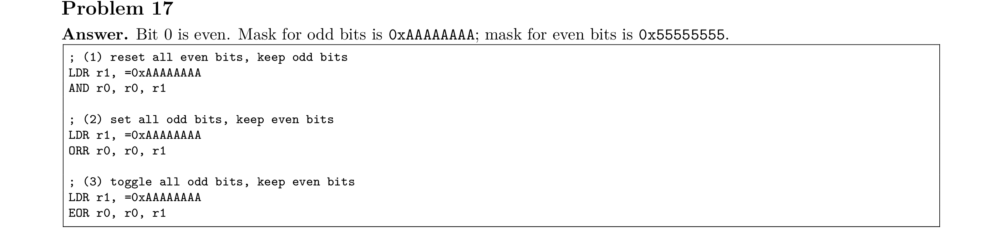 Problem 17
Answer. Bit 0 is even. Mask for odd bits is 0xAAAAAAAA; mask for even bits is 0x55555555.
; (1) reset all even bits, keep odd bits
LDR r1, =0xAAAAAAAA
AND r0, r0, r1
; (2) set all odd bits, keep even bits
LDR r1, =0xAAAAAAAA
ORR r0, r0, r1
; (3) toggle all odd bits, keep even bits
LDR r1, =0xAAAAAAAA
EOR r0, r0, r1